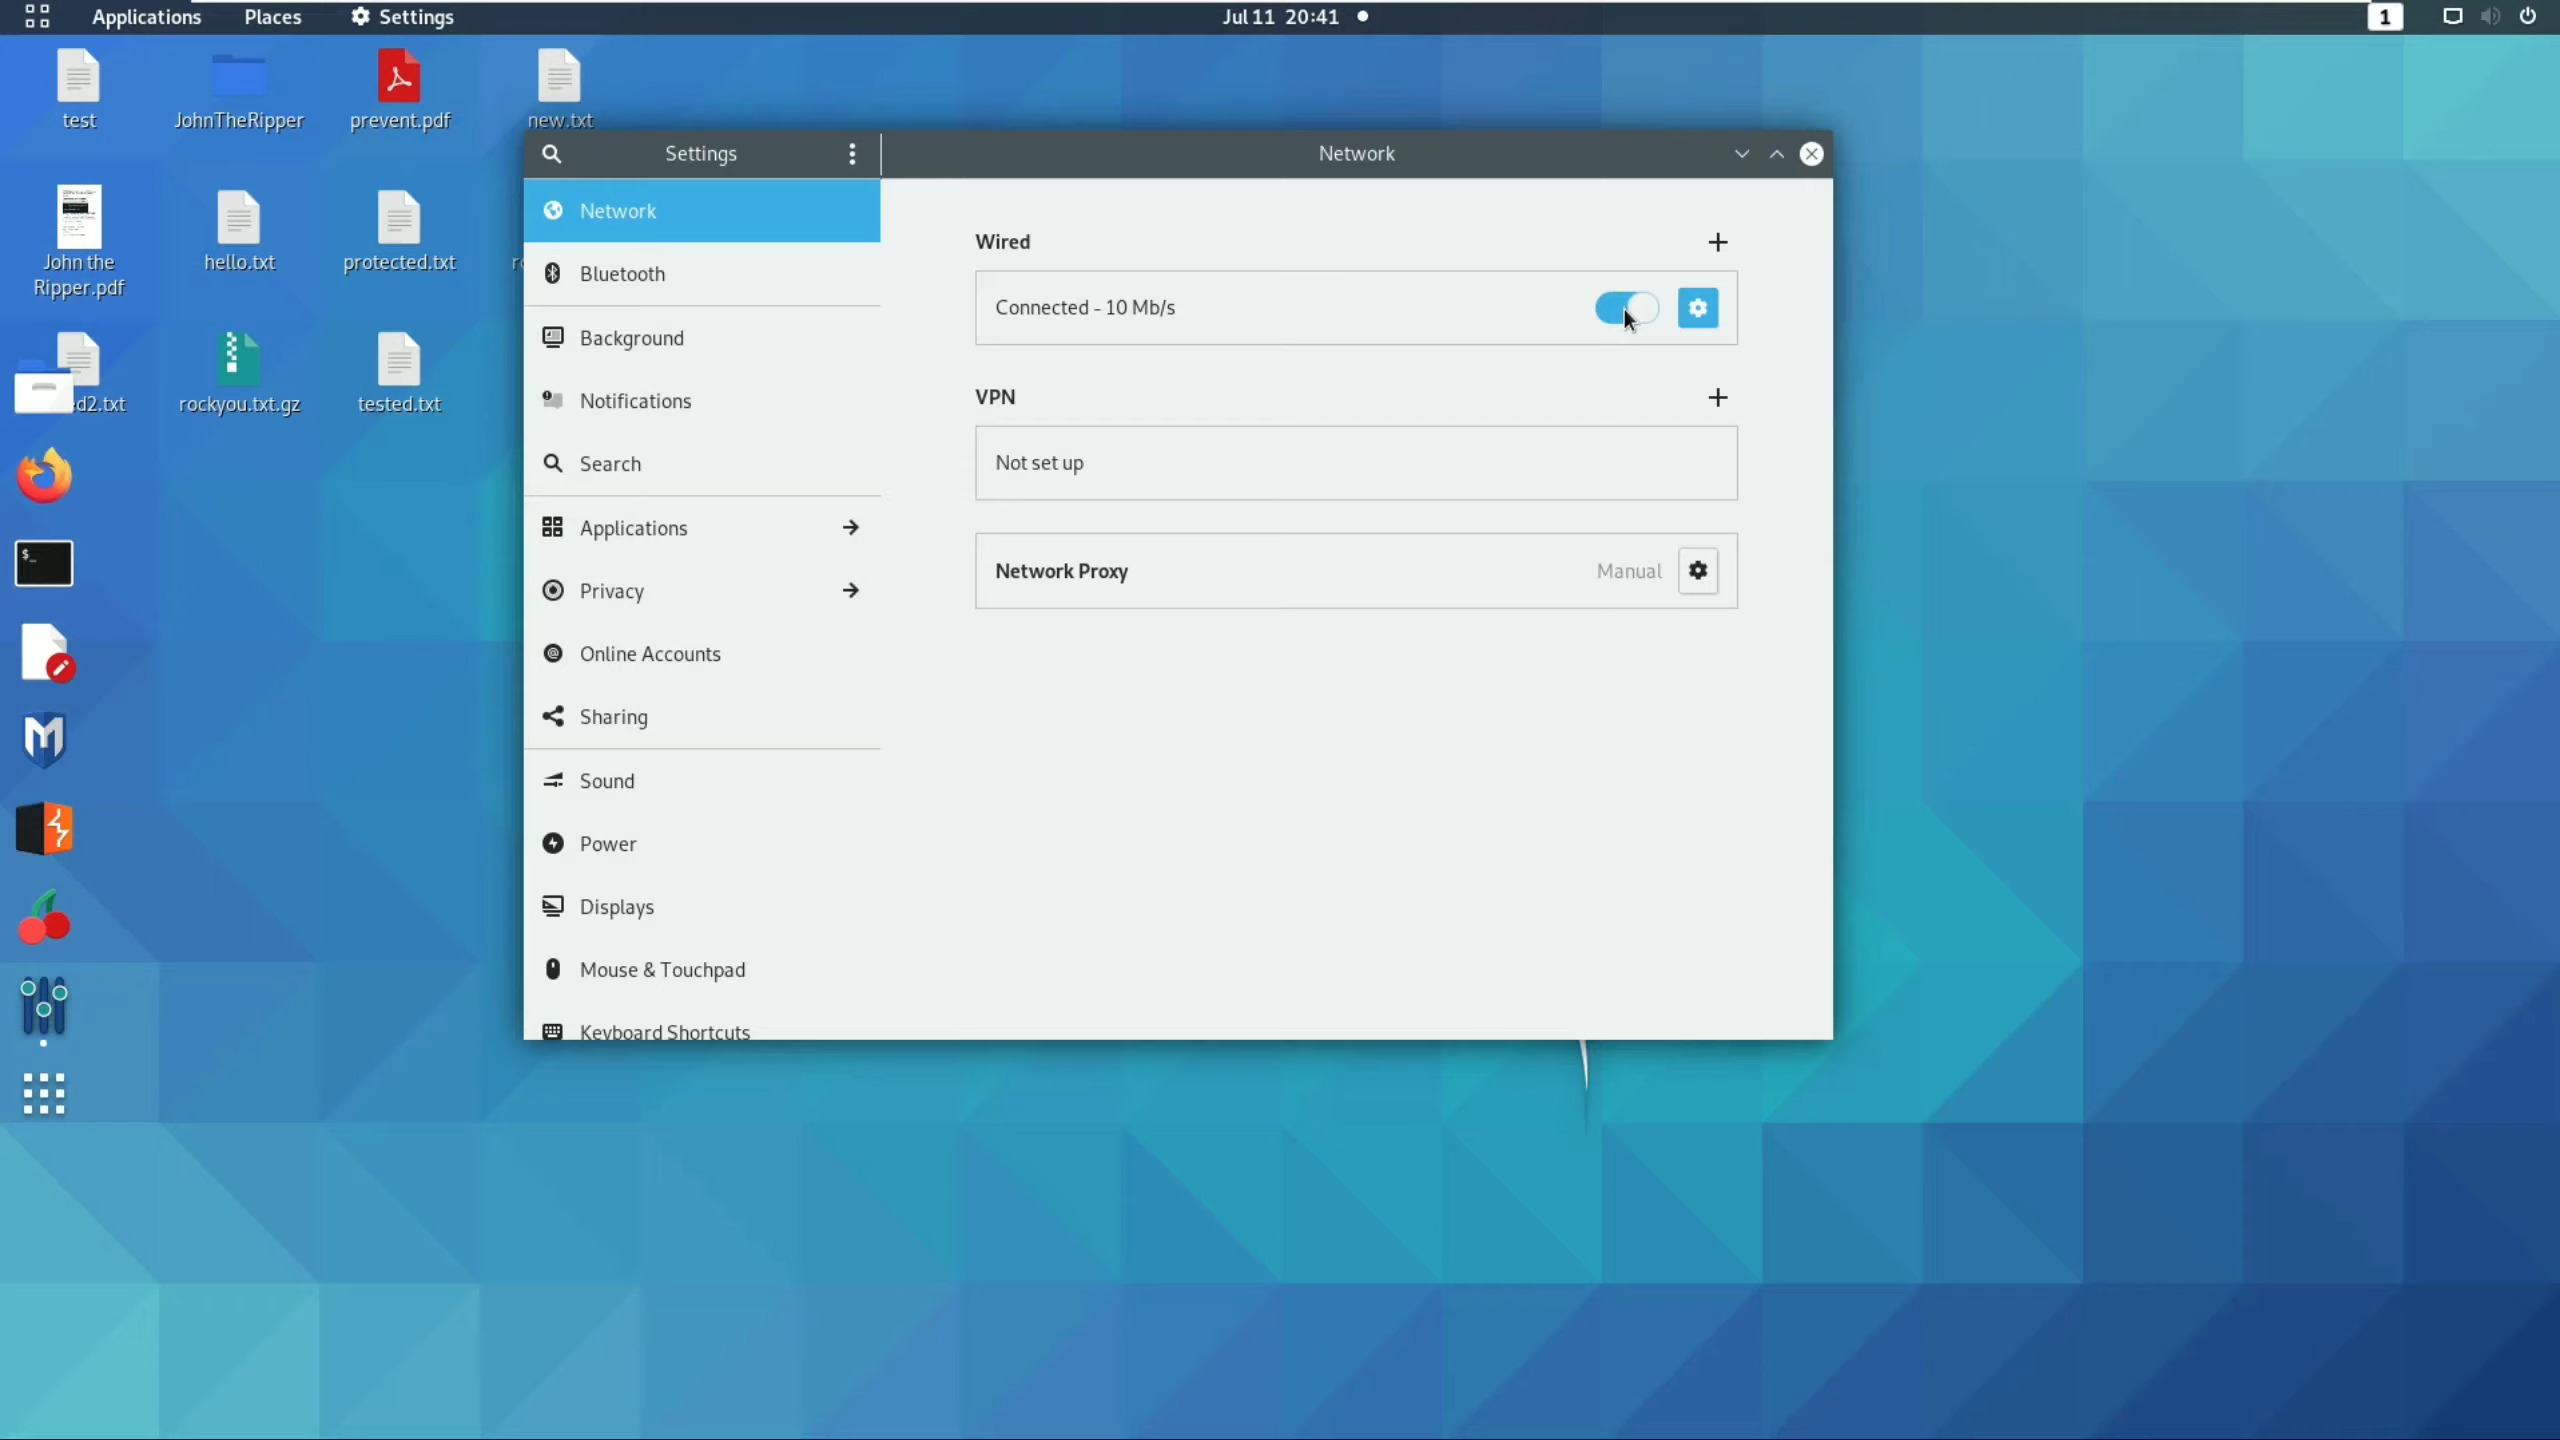 Applications Places Settings Jul 11 20:41 1
test JohnTheRipper prevent.pdf new.txt
John the
Ripper.pdf
hello.txt protected.txt
ed2.txt rockyou.txt.gz tested.txt
$_
Settings
Network
Bluetooth
Background
Notifications
Search
Applications
Privacy
Online Accounts
Sharing
Sound
Power
Displays
Mouse & Touchpad
Keyboard Shortcuts
Network
Wired
Connected - 10 Mb/s
VPN
Not set up
Network Proxy Manual